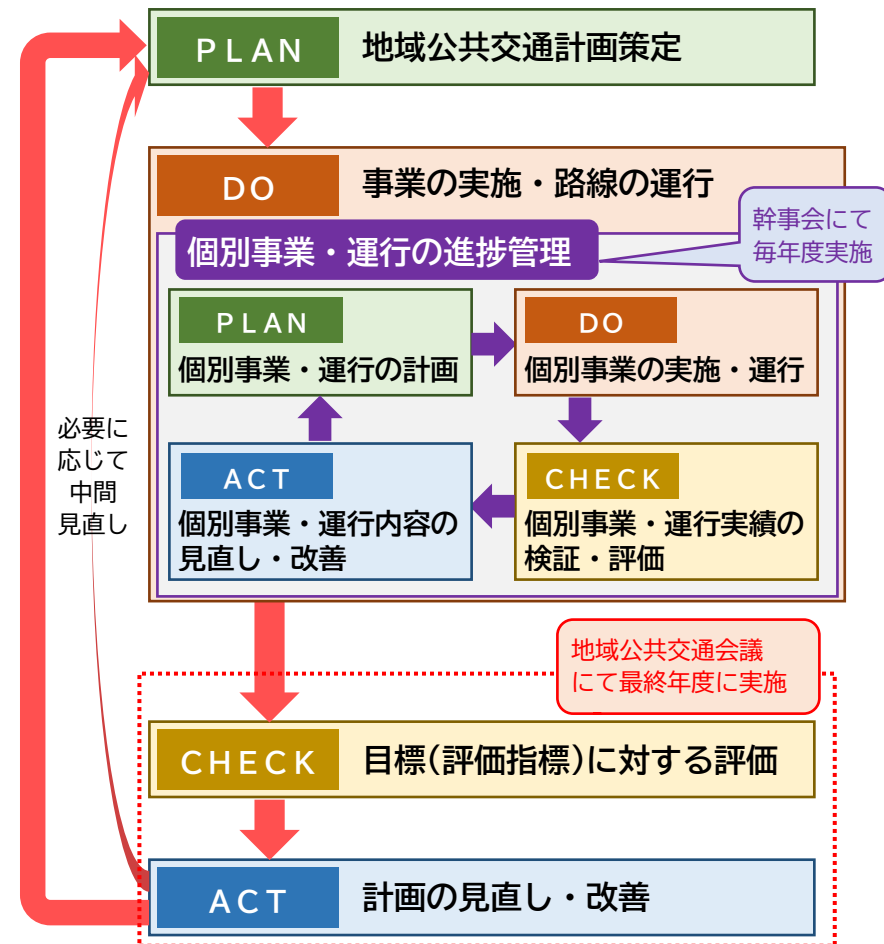 PLAN
地域公共交通計画策定
DO
事業の実施・路線の運行
幹事会にて
毎年度実施
個別事業・運行の進捗管理
PLAN
個別事業・運行の計画
DO
個別事業の実施・運行
ACT
個別事業・運行内容の
見直し・改善
CHECK
個別事業・運行実績の
検証・評価
必要に
応じて
中間
見直し
地域公共交通会議
にて最終年度に実施
CHECK
目標(評価指標)に対する評価
ACT
計画の見直し・改善